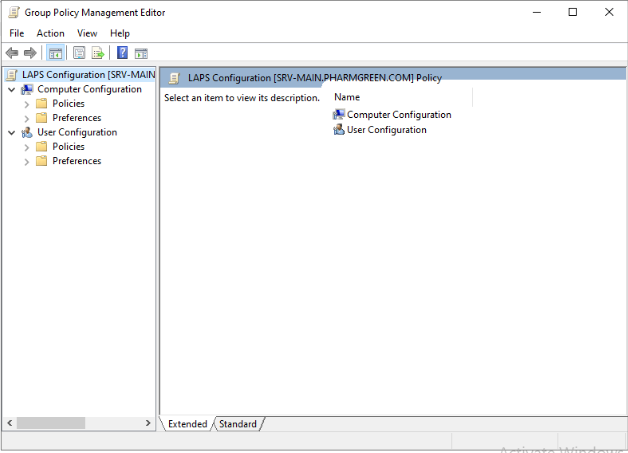 Group Policy Management Editor
File Action View Help
LAPS Configuration [SRV-MAIN
Computer Configuration
Policies
Preferences
User Configuration
Policies
Preferences
LAPS Configuration [SRV-MAIN.PHARMGREEN.COM] Policy
Select an item to view its description.
Name
Computer Configuration
User Configuration
Extended Standard
Activate Windows